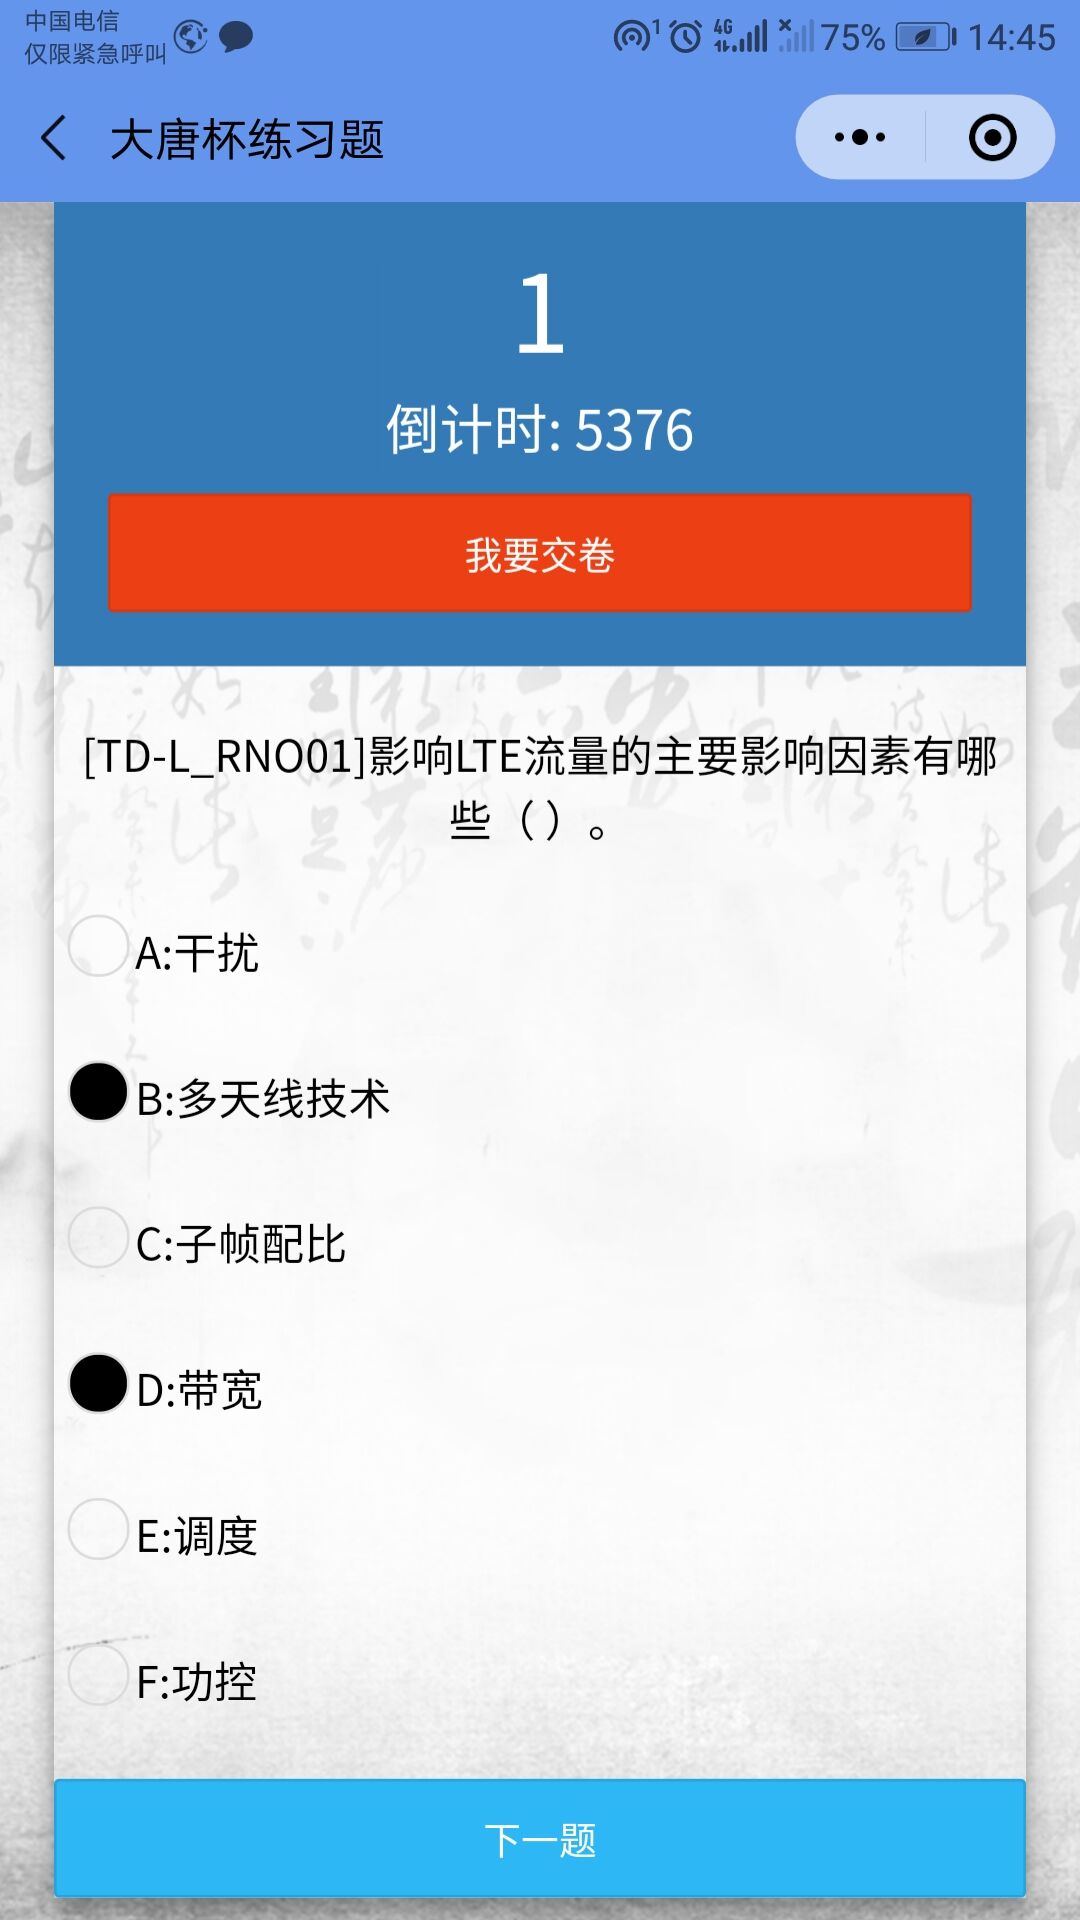 中国电信
仅限紧急呼叫
1 4G 75% 14:45
大唐杯练习题
1
倒计时: 5376
我要交卷
[TD-L_RNO01]影响LTE流量的主要影响因素有哪
些（）。
A:干扰
B:多天线技术
C:子帧配比
D:带宽
E:调度
F:功控
下一题